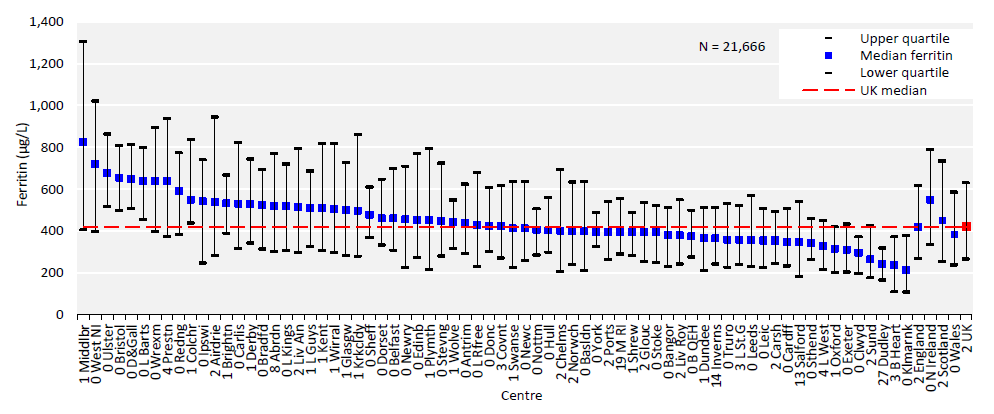 1,400
1,200
1,000
800
600
400
200
0
Ferritin (µg/L)
N = 21,666
Upper quartile
Median ferritin
Lower quartile
UK median
1 Middlbr
0 West NI
0 Ulster
0 Bristol
0 D&Gall
0 L Barts
0 Wrexm
4 Prestn
0 Redng
1 Colchr
0 Ipswi
2 Airdrie
1 Brightn
0 Carlis
1 Derby
0 Bradfd
8 Abrdn
0 L Kings
2 Liv Ain
1 L Guys
1 Kent
1 Wirral
1 Glasgw
1 Krkcldy
0 Sheff
0 Dorset
0 Belfast
0 Newry
0 Edinb
1 Plymth
0 Stevng
1 Wolve
0 Antrim
0 L Rfree
0 Donc
3 Covnt
1 Swanse
0 Newc
0 Nottm
0 Hull
2 Chelms
2 Norwch
0 Basldn
0 York
2 Ports
19 M RI
1 Shrew
2 Glouc
0 Stoke
0 Bangor
2 Liv Roy
0 B QEH
1 Dundee
14 Inverns
0 Truro
3 L St.G
0 Leeds
0 Leic
2 Carsh
0 Cardff
13 Salford
0 Sthend
4 L West
1 Oxford
0 Exeter
0 Clwyd
2 Sund
27 Dudley
3 B Heart
0 Klmarnk
2 England
0 N Ireland
2 Scotland
0 Wales
2 UK
Centre